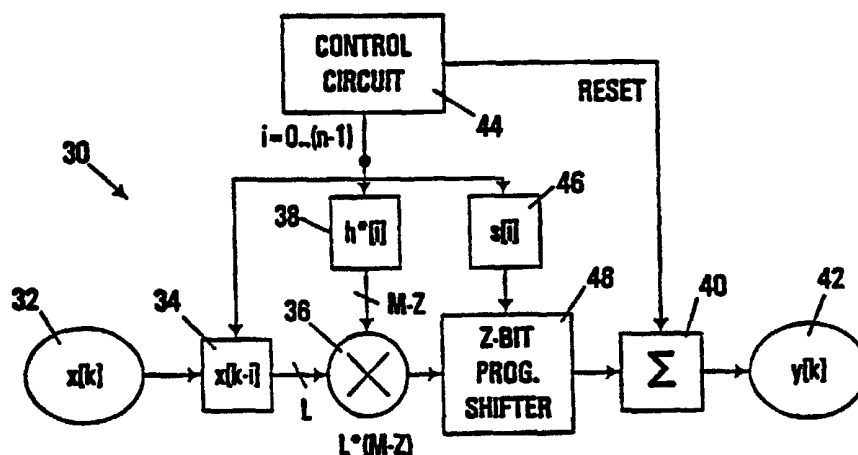 CONTROL
CIRCUIT
44
RESET
i=0...(n-1)
30
46
38
h*[i]
s[i]
M-Z
32
34
36
48
40
42
x[k]
x[k-i]
L
Z-BIT
PROG.
SHIFTER
Σ
y[k]
L*(M-Z)